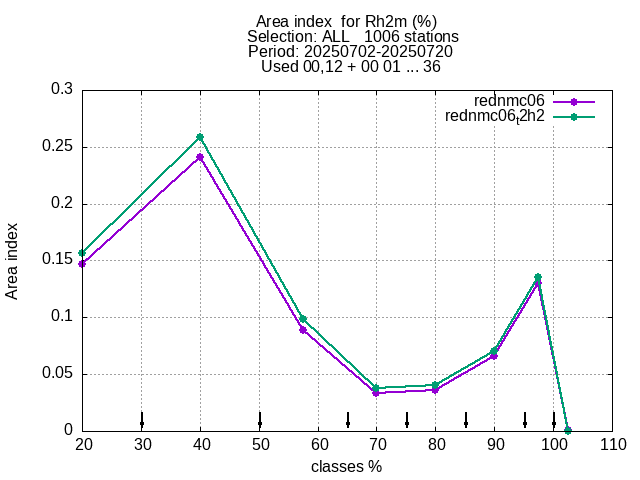 Area index  for Rh2m (%)
Selection: ALL   1006 stations
Period: 20250702-20250720
Used 00,12 + 00 01 ... 36
rednmc06
rednmc06t2h2
0.3
0.25
0.2
0.15
0.1
0.05
0
Area index
20 30 40 50 60 70 80 90 100 110
classes %